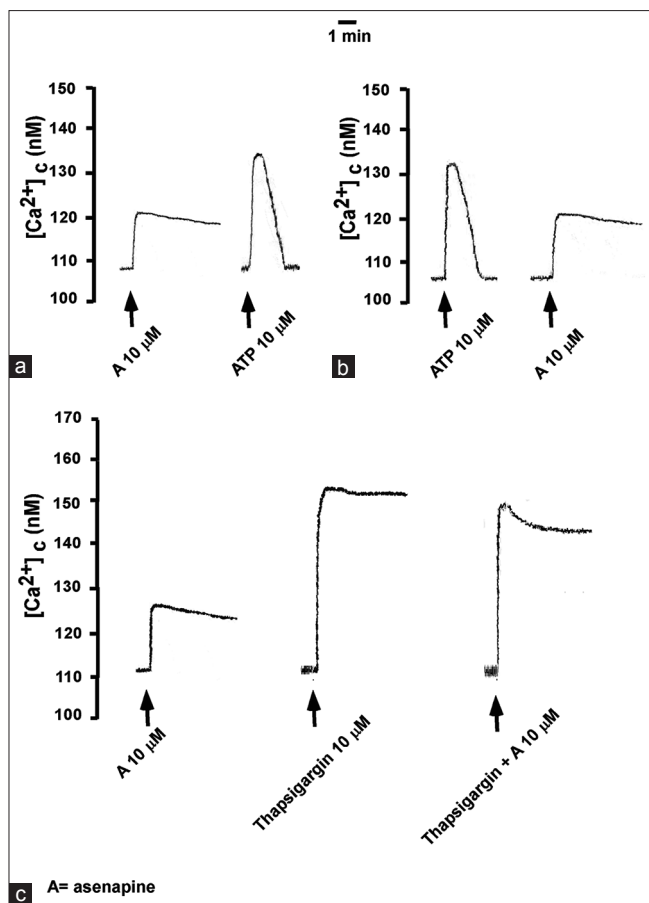 1 min
150
140
130
120
110
100
[Ca²⁺]c (nM)
A 10 µM
ATP 10 µM
a
150
140
130
120
110
100
[Ca²⁺]c (nM)
ATP 10 µM
A 10 µM
b
170
160
150
140
130
120
110
100
[Ca²⁺]c (nM)
A 10 µM
Thapsigargin 10 µM
Thapsigargin + A 10 µM
c
A= asenapine